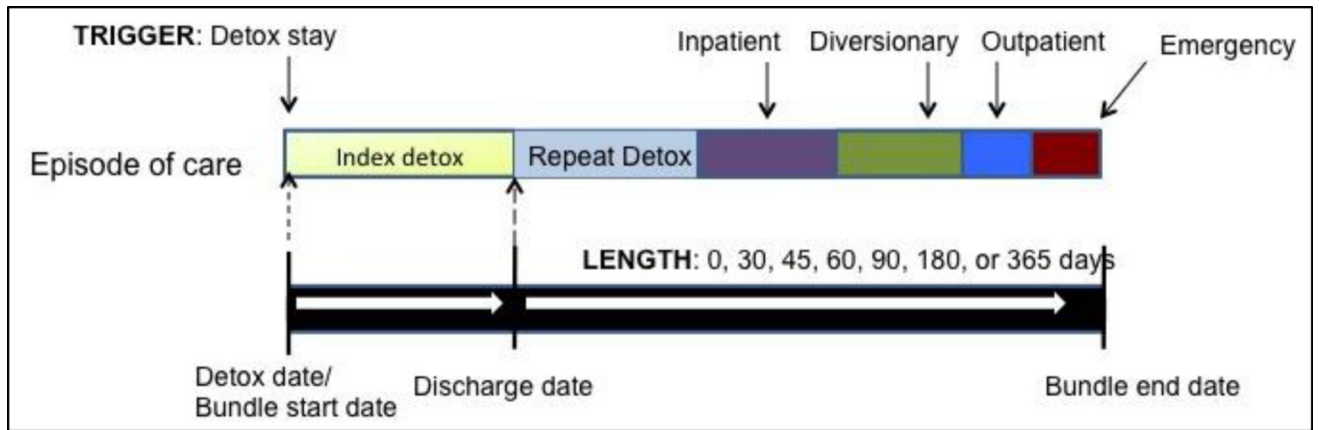 TRIGGER: Detox stay
Inpatient
Diversionary
Outpatient
Emergency
Episode of care
Index detox
Repeat Detox
LENGTH: 0, 30, 45, 60, 90, 180, or 365 days
Detox date/
Bundle start date
Discharge date
Bundle end date